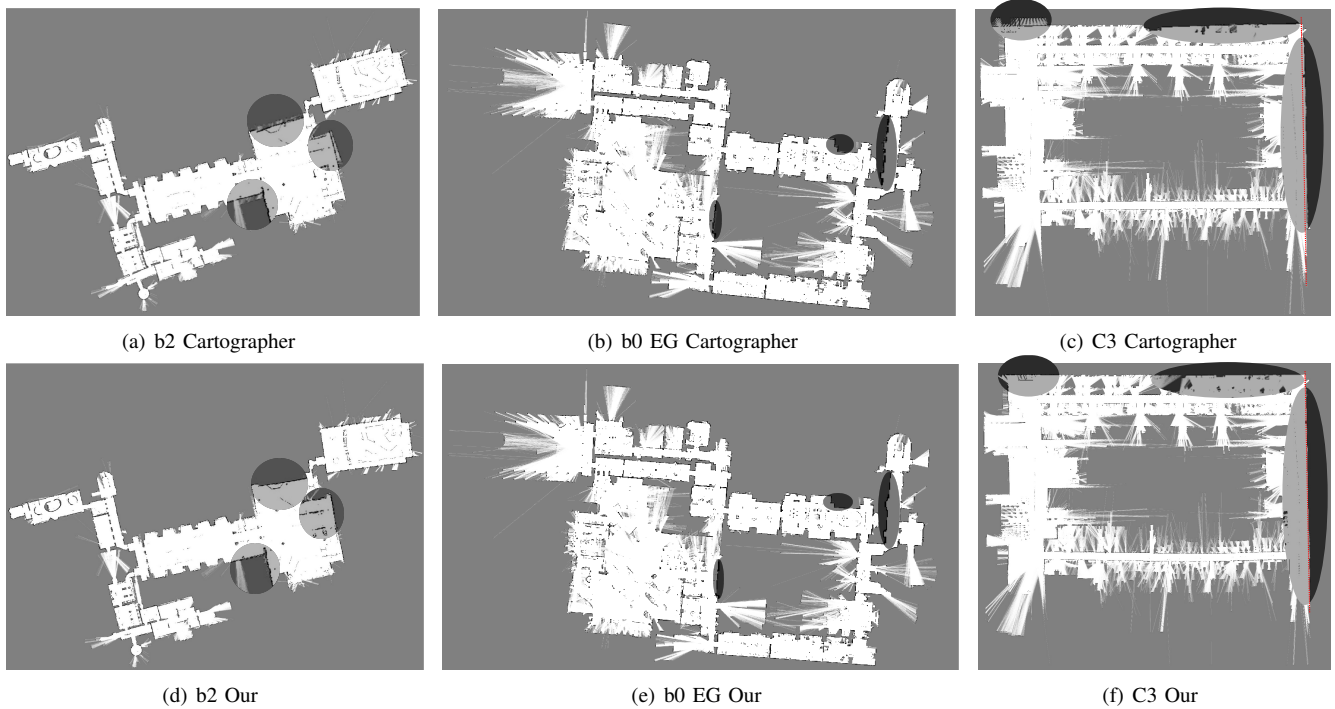 (a) b2 Cartographer
(b) b0 EG Cartographer
(c) C3 Cartographer
(d) b2 Our
(e) b0 EG Our
(f) C3 Our